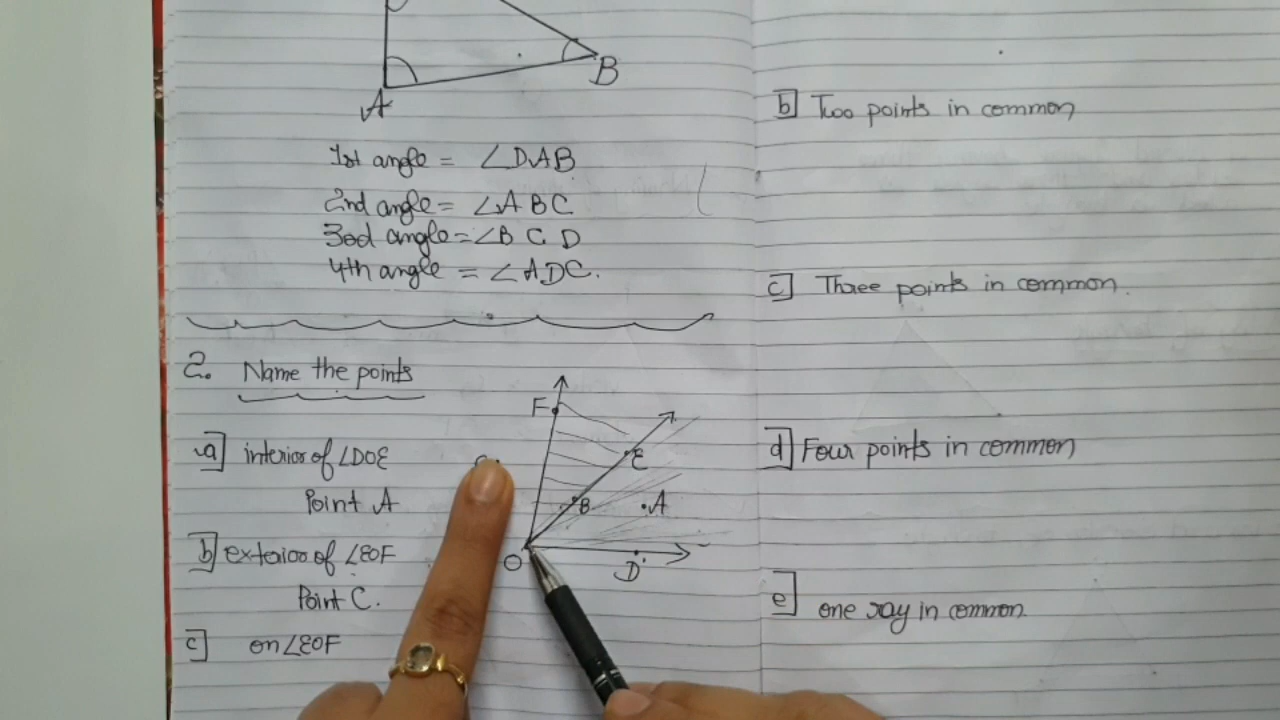 A
B
1st angle = ∠DAB
2nd angle = ∠ABC
3rd angle = ∠BCD
4th angle = ∠ADC.
2. Name the points
a] interior of ∠DOE
Point A
b] exterior of ∠EOF
Point C.
c] on ∠EOF
F
E
B
.A
O
D
b] Two points in common
c] Three points in common.
d] Four points in common
e] one ray in common